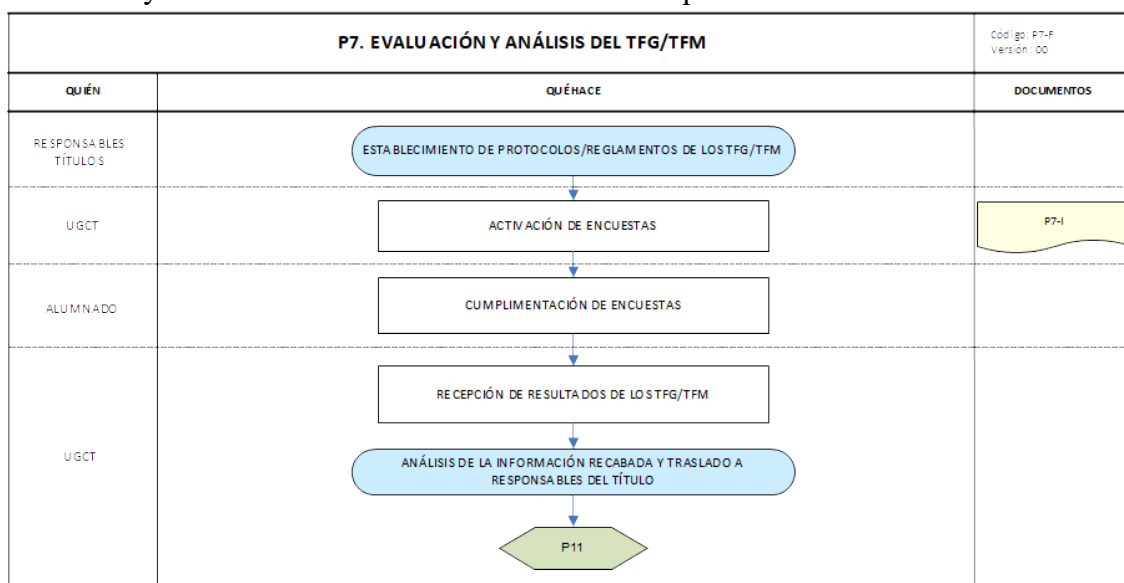 P7. EVALUACIÓN Y ANÁLISIS DEL TFG/TFM
Código: P7-F
Versión: 00
QUIÉN
QUÉ HACE
DOCUMENTOS
RESPONSABLES
TÍTULOS
ESTABLECIMIENTO DE PROTOCOLOS/REGLAMENTOS DE LOS TFG/TFM
UGCT
ACTIVACIÓN DE ENCUESTAS
P7-I
ALUMNADO
CUMPLIMENTACIÓN DE ENCUESTAS
RECEPCIÓN DE RESULTADOS DE LOS TFG/TFM
UGCT
ANÁLISIS DE LA INFORMACIÓN RECABADA Y TRASLADO A
RESPONSABLES DEL TÍTULO
P11